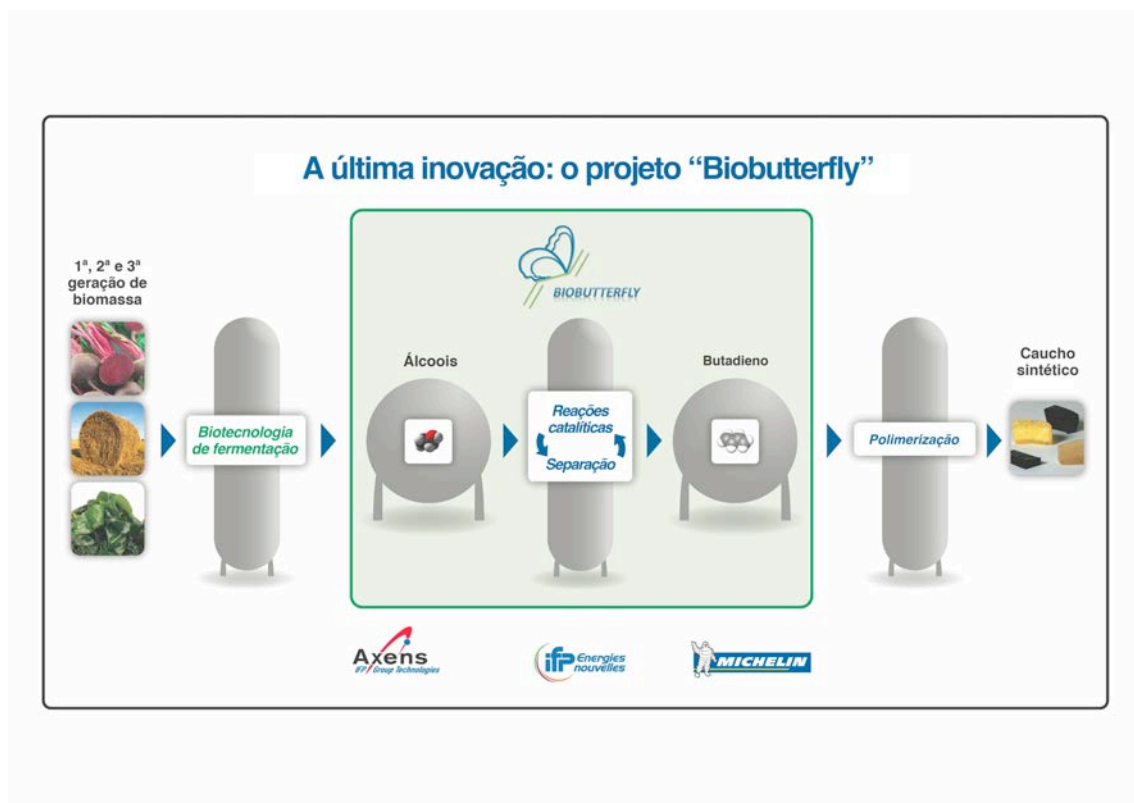 A última inovação: o projeto “Biobutterfly”
1ª, 2ª e 3ª
geração de
biomassa
Biotecnologia
de fermentação
BIOBUTTERFLY
Álcoois
Reações
catalíticas
Separação
Butadieno
Polimerização
Caucho
sintético
Axens
IFP Group Technologies
ifp Energies
nouvelles
MICHELIN